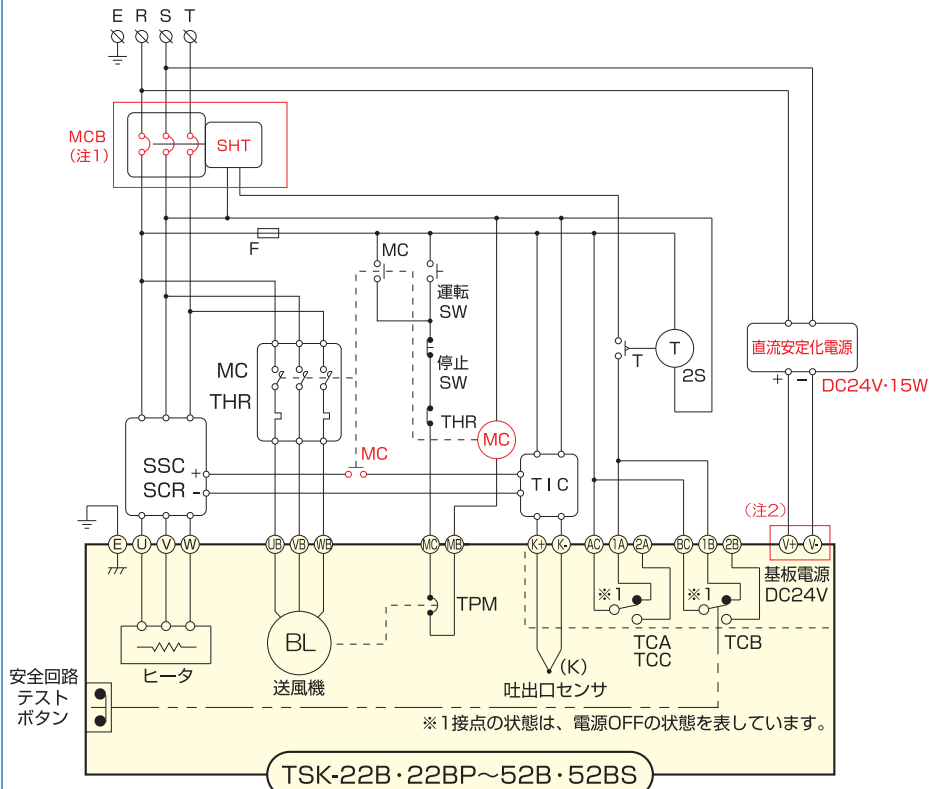 E R S T
MCB
(注1)
SHT
F
MC
運転
SW
停止
SW
THR
MC
THR
MC
MC
T
T
2S
直流安定化電源
+ -
DC24V・15W
SSC
SCR
+
-
TIC
(注2)
E U V W UB VB WB MC MB K+ K- AC 1A 2A BC 1B 2B V+ V-
基板電源
DC24V
※1
※1
TPM
TCA
TCC
TCB
BL
ヒータ
送風機
(K)
吐出口センサ
安全回路
テスト
ボタン
※1接点の状態は、電源OFFの状態を表しています。
TSK-22B・22BP〜52B・52BS